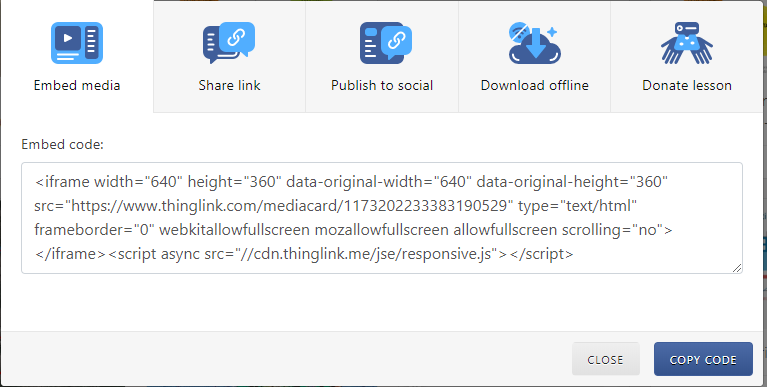 Embed media
Share link
Publish to social
Download offline
Donate lesson
Embed code:
<iframe width="640" height="360" data-original-width="640" data-original-height="360"
src="https://www.thinglink.com/mediacard/1173202233383190529" type="text/html"
frameborder="0" webkitallowfullscreen mozallowfullscreen allowfullscreen scrolling="no">
</iframe><script async src="//cdn.thinglink.me/jse/responsive.js"></script>
CLOSE
COPY CODE